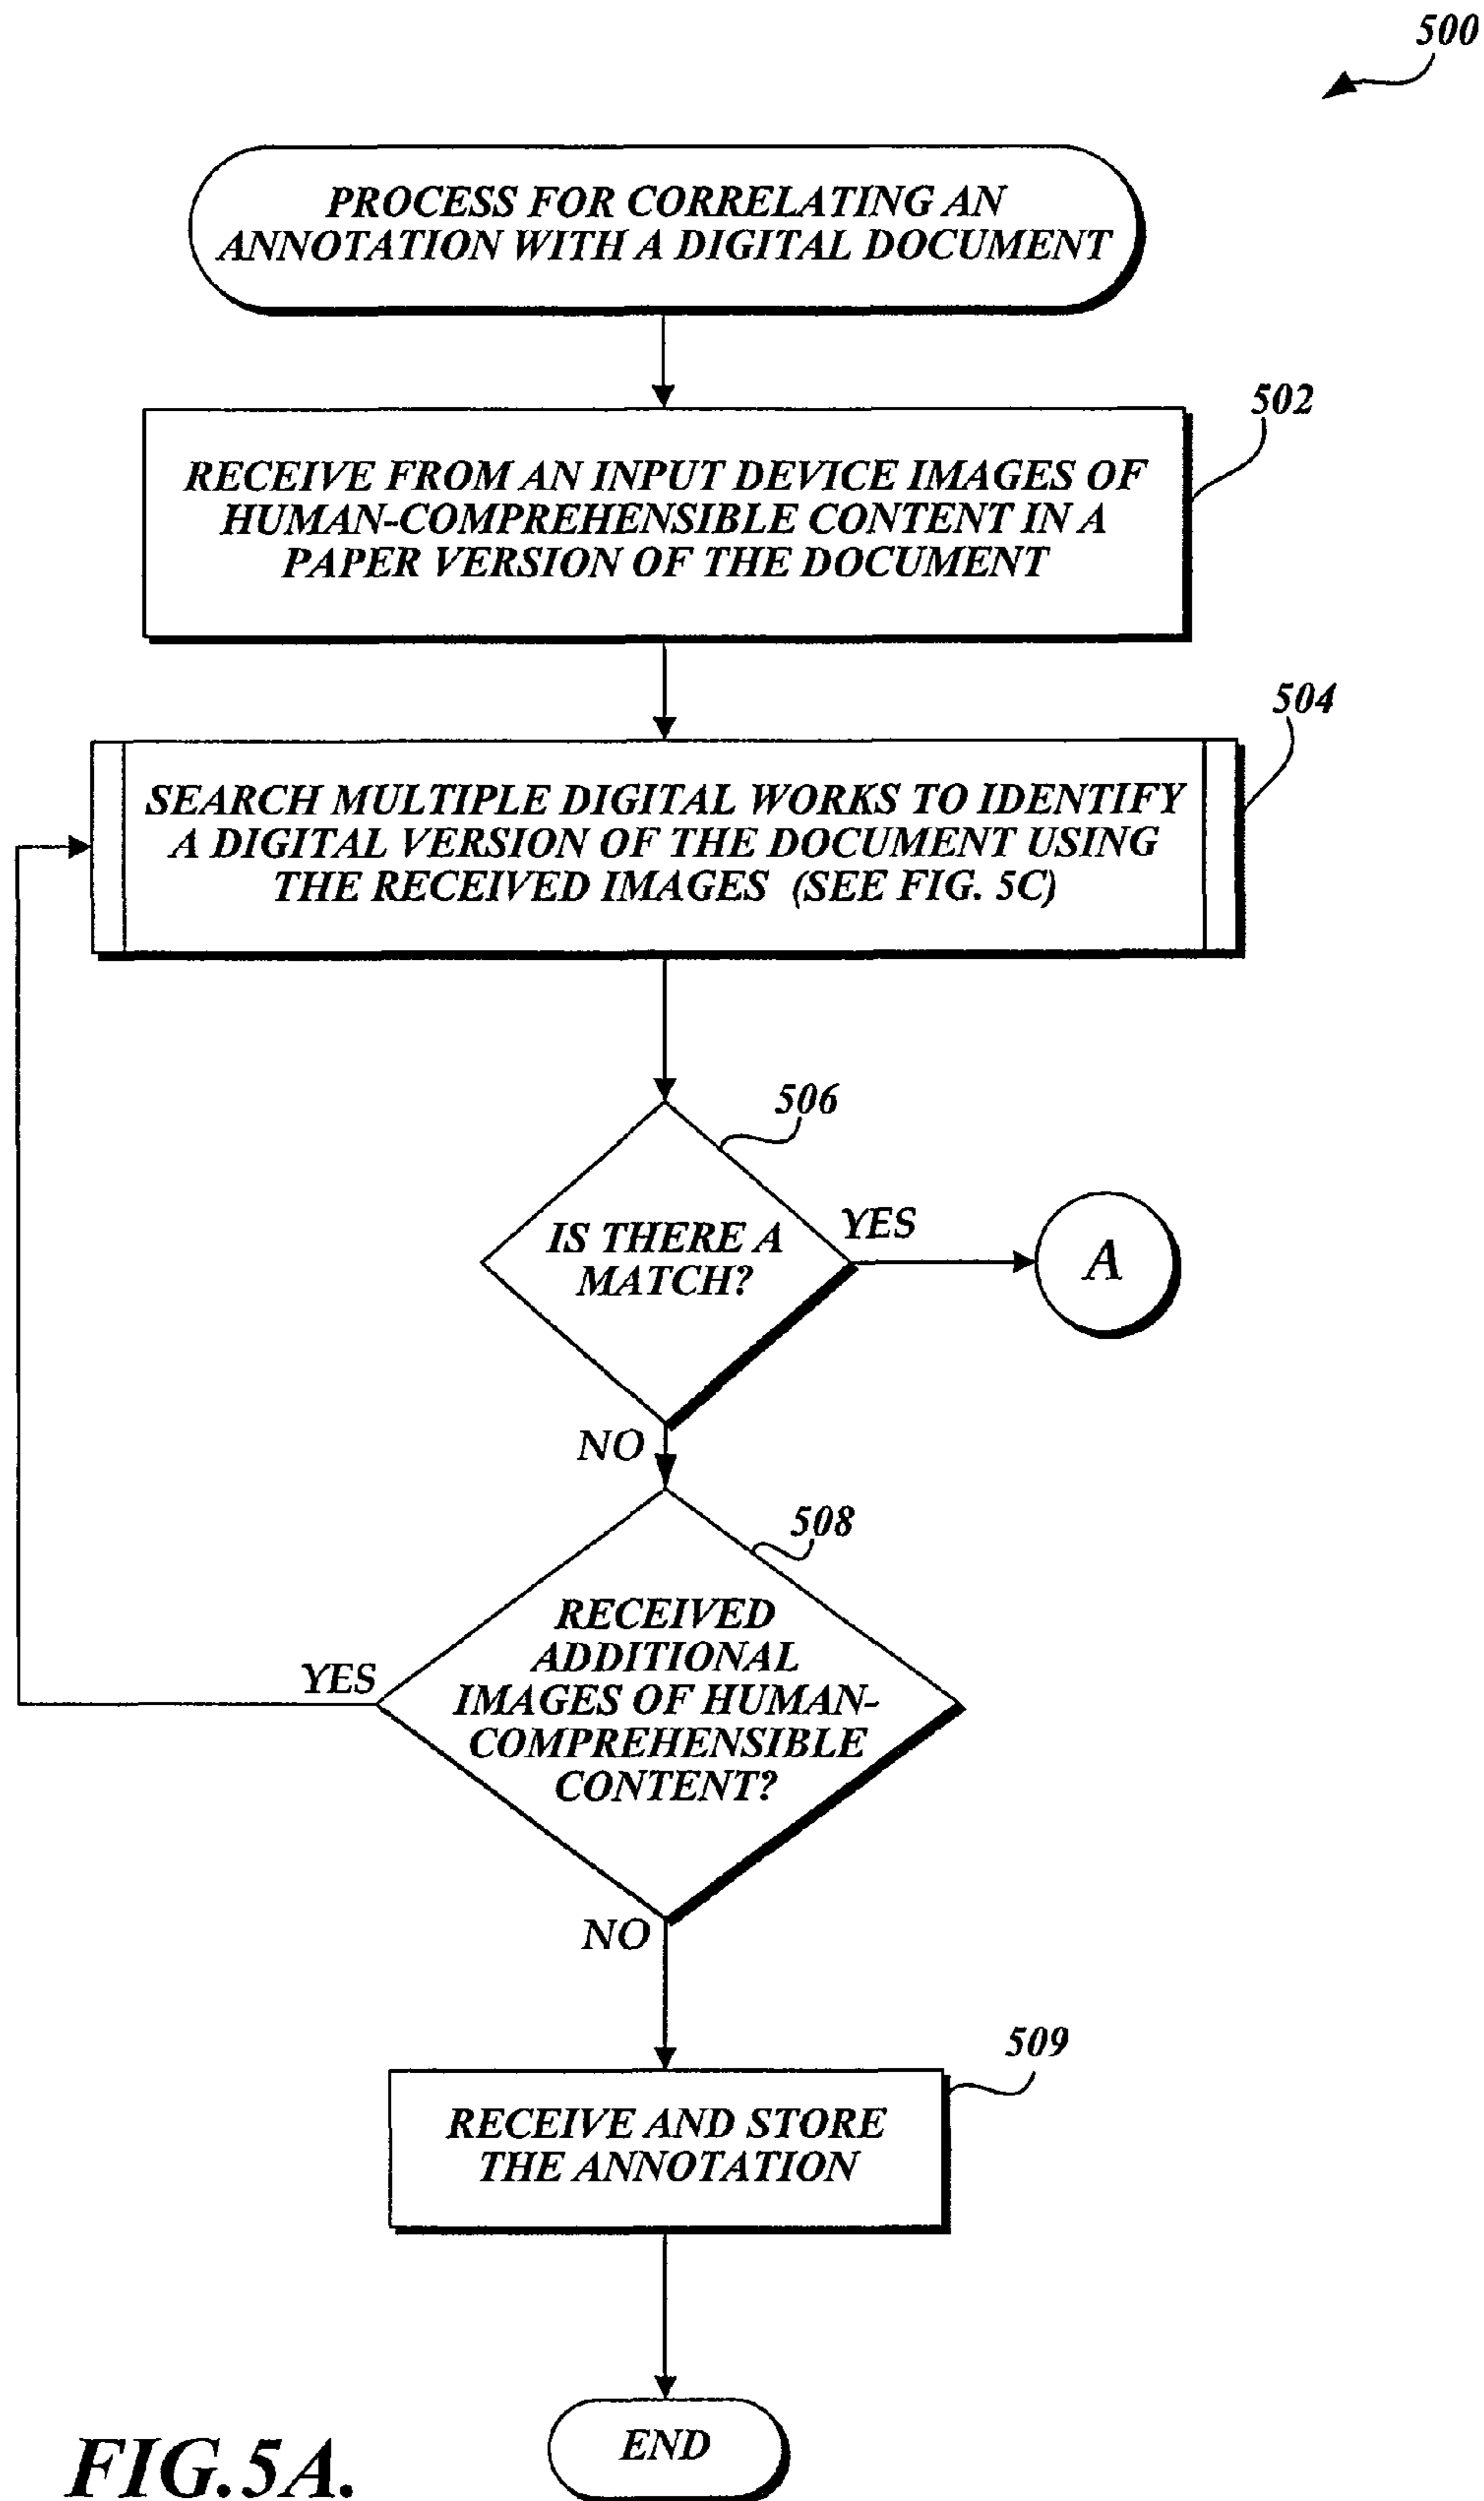 500
PROCESS FOR CORRELATING AN
ANNOTATION WITH A DIGITAL DOCUMENT
502
RECEIVE FROM AN INPUT DEVICE IMAGES OF
HUMAN-COMPREHENSIBLE CONTENT IN A
PAPER VERSION OF THE DOCUMENT
504
SEARCH MULTIPLE DIGITAL WORKS TO IDENTIFY
A DIGITAL VERSION OF THE DOCUMENT USING
THE RECEIVED IMAGES (SEE FIG. 5C)
506
IS THERE A
MATCH?
YES
A
NO
508
RECEIVED
ADDITIONAL
IMAGES OF HUMAN-
COMPREHENSIBLE
CONTENT?
YES
NO
509
RECEIVE AND STORE
THE ANNOTATION
END
FIG.5A.